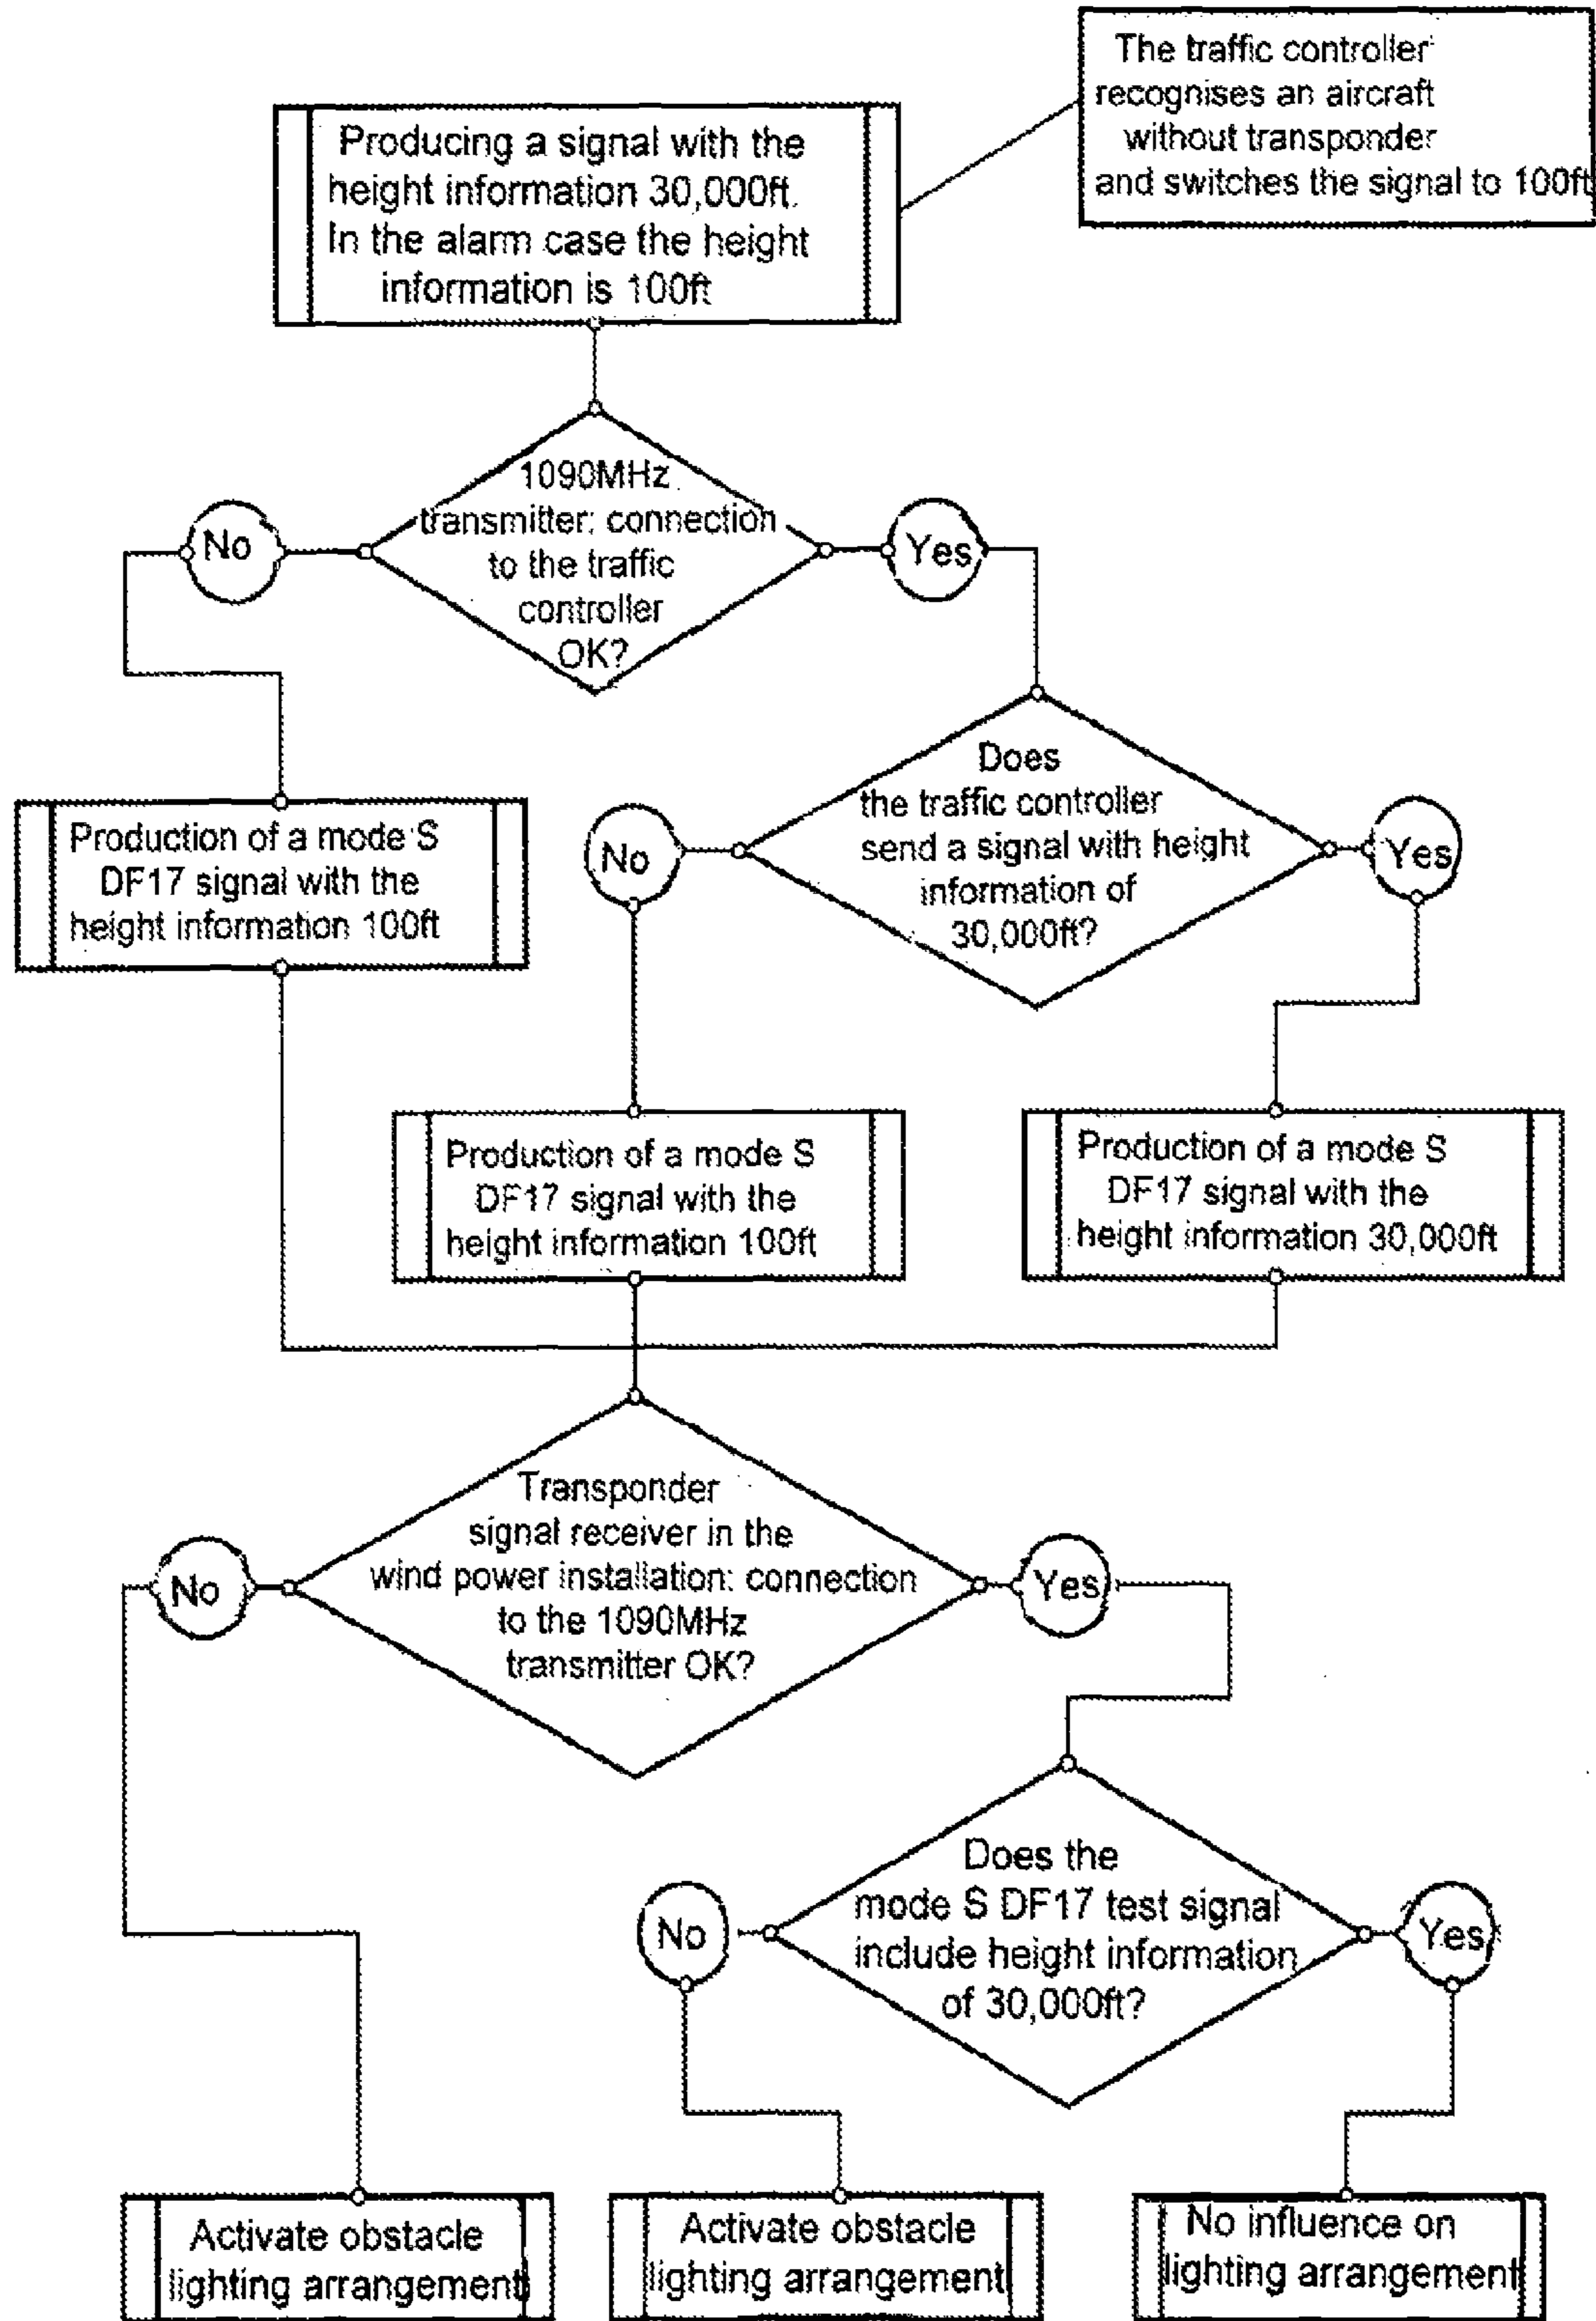 The traffic controller
recognises an aircraft
without transponder
and switches the signal to 100ft
Producing a signal with the
height information 30,000ft.
In the alarm case the height
information is 100ft
1090MHz
transmitter: connection
to the traffic
controller
OK?
No
Yes
Does
the traffic controller
send a signal with height
information of
30,000ft?
No
Yes
Production of a mode S
DF17 signal with the
height information 100ft
Production of a mode S
DF17 signal with the
height information 100ft
Production of a mode S
DF17 signal with the
height information 30,000ft
Transponder
signal receiver in the
wind power installation: connection
to the 1090MHz
transmitter OK?
No
Yes
Does the
mode S DF17 test signal
include height information
of 30,000ft?
No
Yes
Activate obstacle
lighting arrangement
Activate obstacle
lighting arrangement
No influence on
lighting arrangement